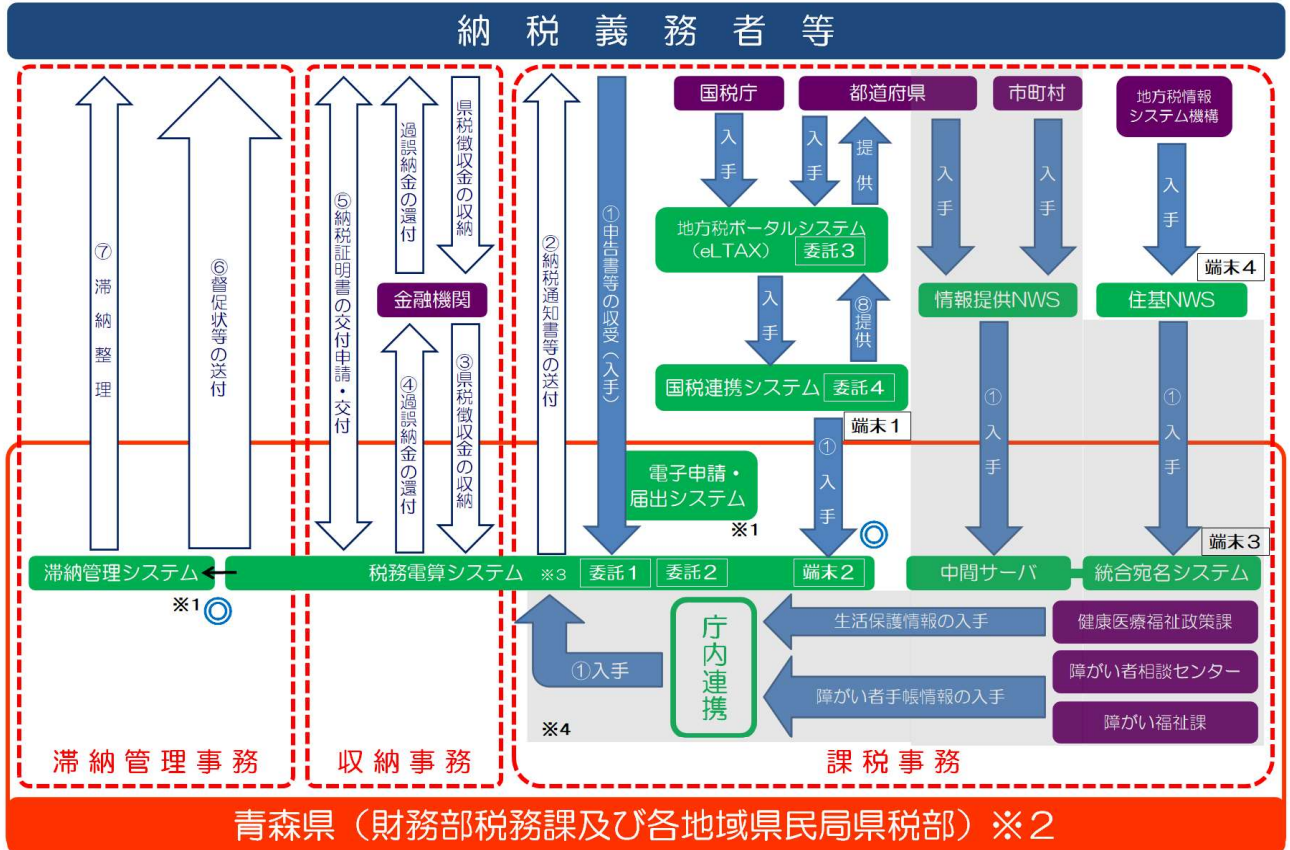 納税義務者等
国税庁
都道府県
市町村
地方税情報
システム機構
⑦滞納整理
⑥督促状等の送付
⑤納税証明書の交付申請・交付
過誤納金の還付
県税徴収金の収納
金融機関
④過誤納金の還付
③県税徴収金の収納
②納税通知書等の送付
①申告書等の収受(入手)
入手
入手
提供
入手
入手
入手
地方税ポータルシステム
(eLTAX) 委託3
入手
⑧提供
端末4
情報提供NWS
住基NWS
国税連携システム 委託4
端末1
①入手
①入手
①入手
電子申請・
届出システム
※1
◎
端末3
滞納管理システム
税務電算システム ※3 委託1 委託2 端末2
中間サーバ
統合宛名システム
※1◎
①入手
庁内連携
生活保護情報の入手
健康医療福祉政策課
障がい者手帳情報の入手
障がい者相談センター
障がい福祉課
※4
滞納管理事務
収納事務
課税事務
青森県(財務部税務課及び各地域県民局県税部)※2